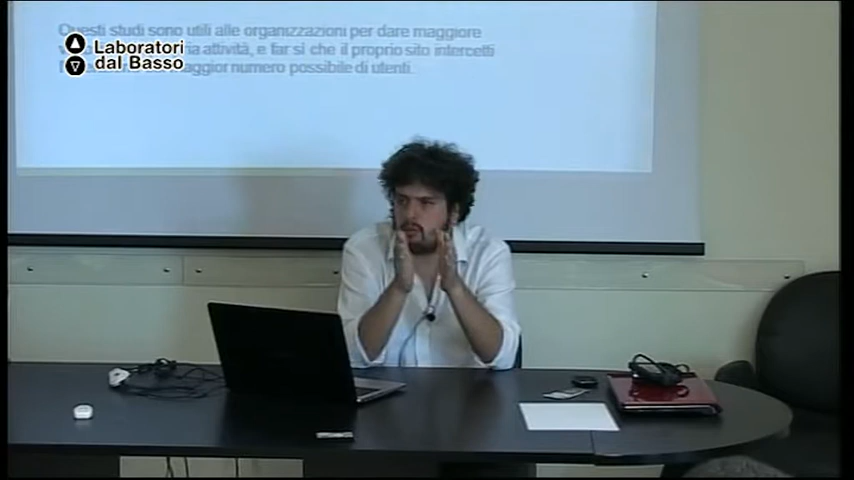 Questi studi sono utili alle organizzazioni per dare maggiore
attività, e far sì che il proprio sito intercetti
maggior numero possibile di utenti.
Laboratori
dal Basso